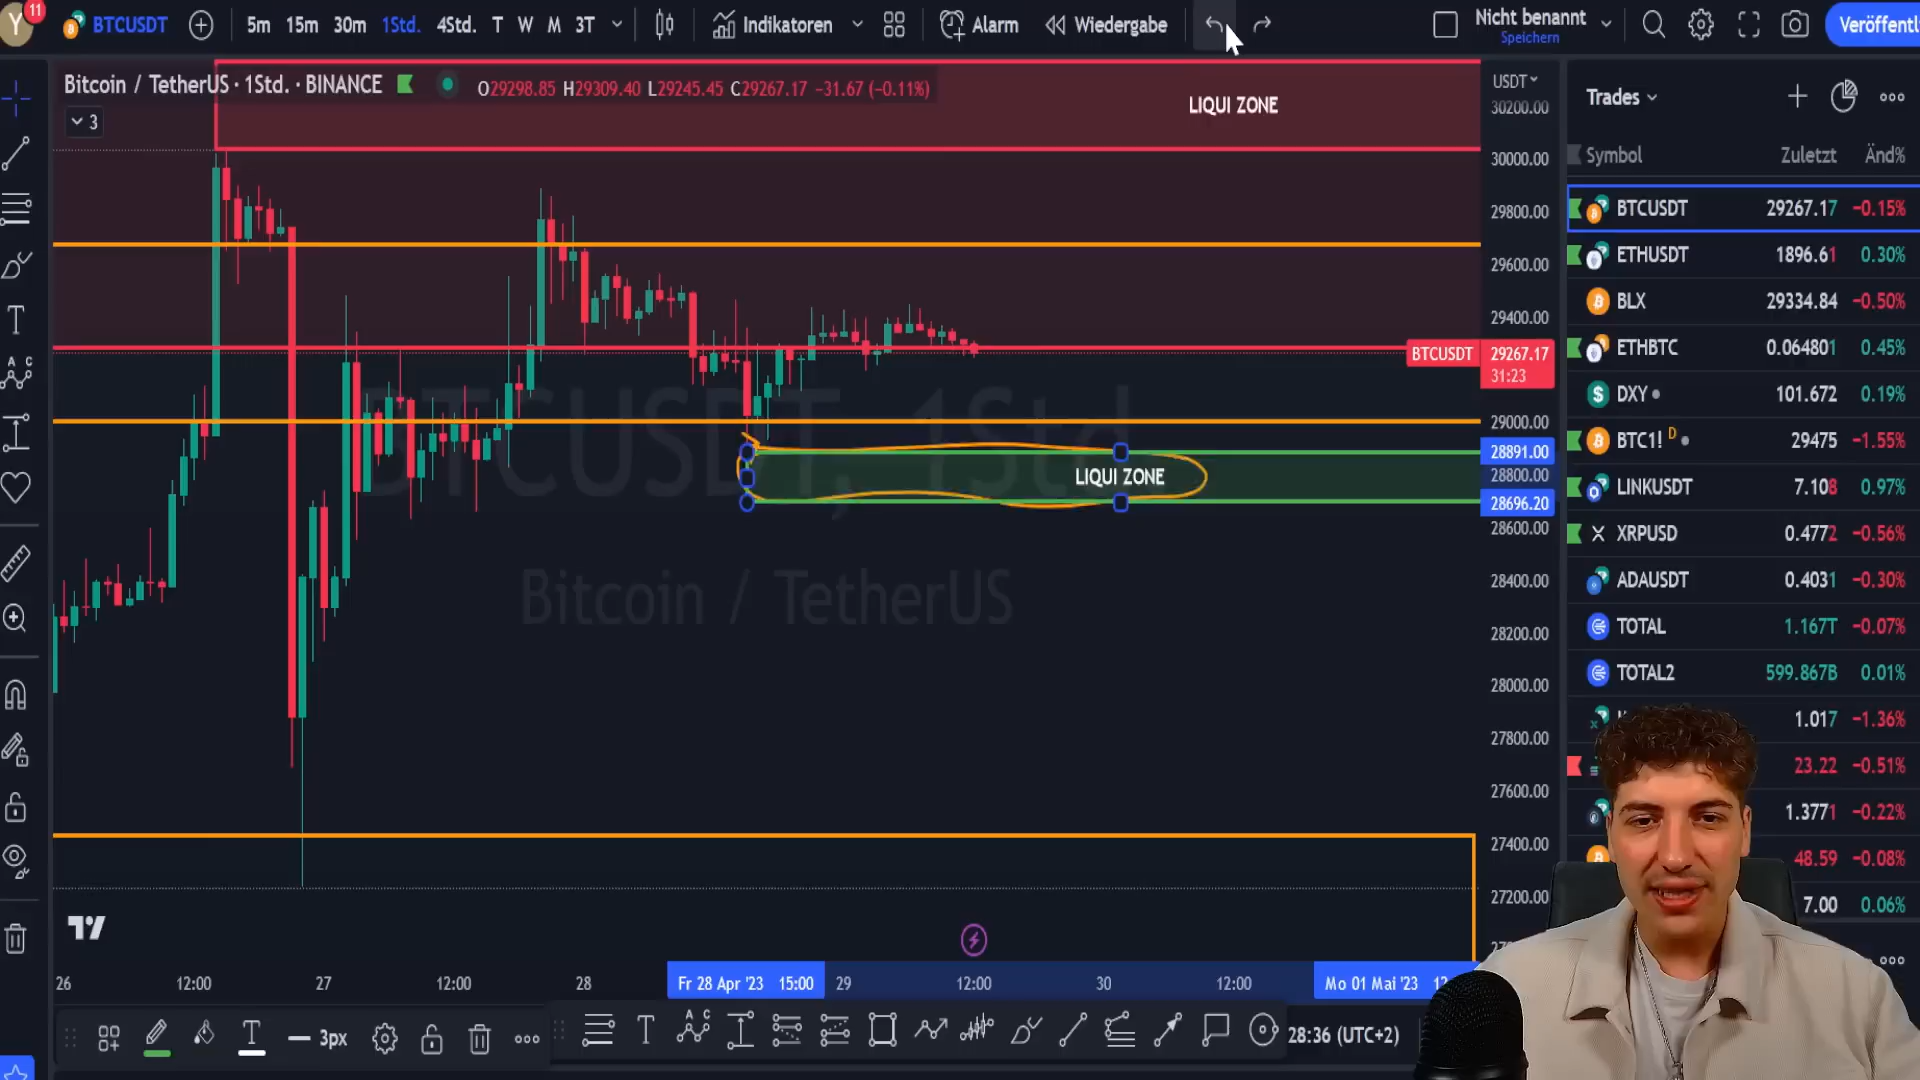 Y 11 BTCUSDT 5m 15m 30m 1Std. 4Std. T W M 3T Indikatoren Alarm Wiedergabe Nicht benannt Speichern
Bitcoin / TetherUS · 1Std. · BINANCE O29298.85 H29309.40 L29245.45 C29267.17 −31.67 (−0.11%)
3
LIQUI ZONE
LIQUI ZONE
BTCUSDT, 1Std
Bitcoin / TetherUS
USDT
30200.00
30000.00
29800.00
29600.00
29400.00
BTCUSDT 29267.17
31:23
29000.00
28891.00
28800.00
28696.20
28600.00
28400.00
28200.00
28000.00
27800.00
27600.00
27400.00
27200.00
26 12:00 27 12:00 28 Fr 28 Apr '23 15:00 29 12:00 30 12:00 Mo 01 Mai '23
3px
28:36 (UTC+2)
Trades
Symbol Zuletzt Änd%
BTCUSDT 29267.17 −0.15%
ETHUSDT 1896.61 0.30%
BLX 29334.84 −0.50%
ETHBTC 0.064801 0.45%
DXY 101.672 0.19%
BTC1! D 29475 −1.55%
LINKUSDT 7.108 0.97%
XRPUSD 0.4772 −0.56%
ADAUSDT 0.4031 −0.30%
TOTAL 1.167T −0.07%
TOTAL2 599.867B 0.01%
1.017 −1.36%
23.22 −0.51%
1.3771 −0.22%
48.59 −0.08%
7.00 0.06%